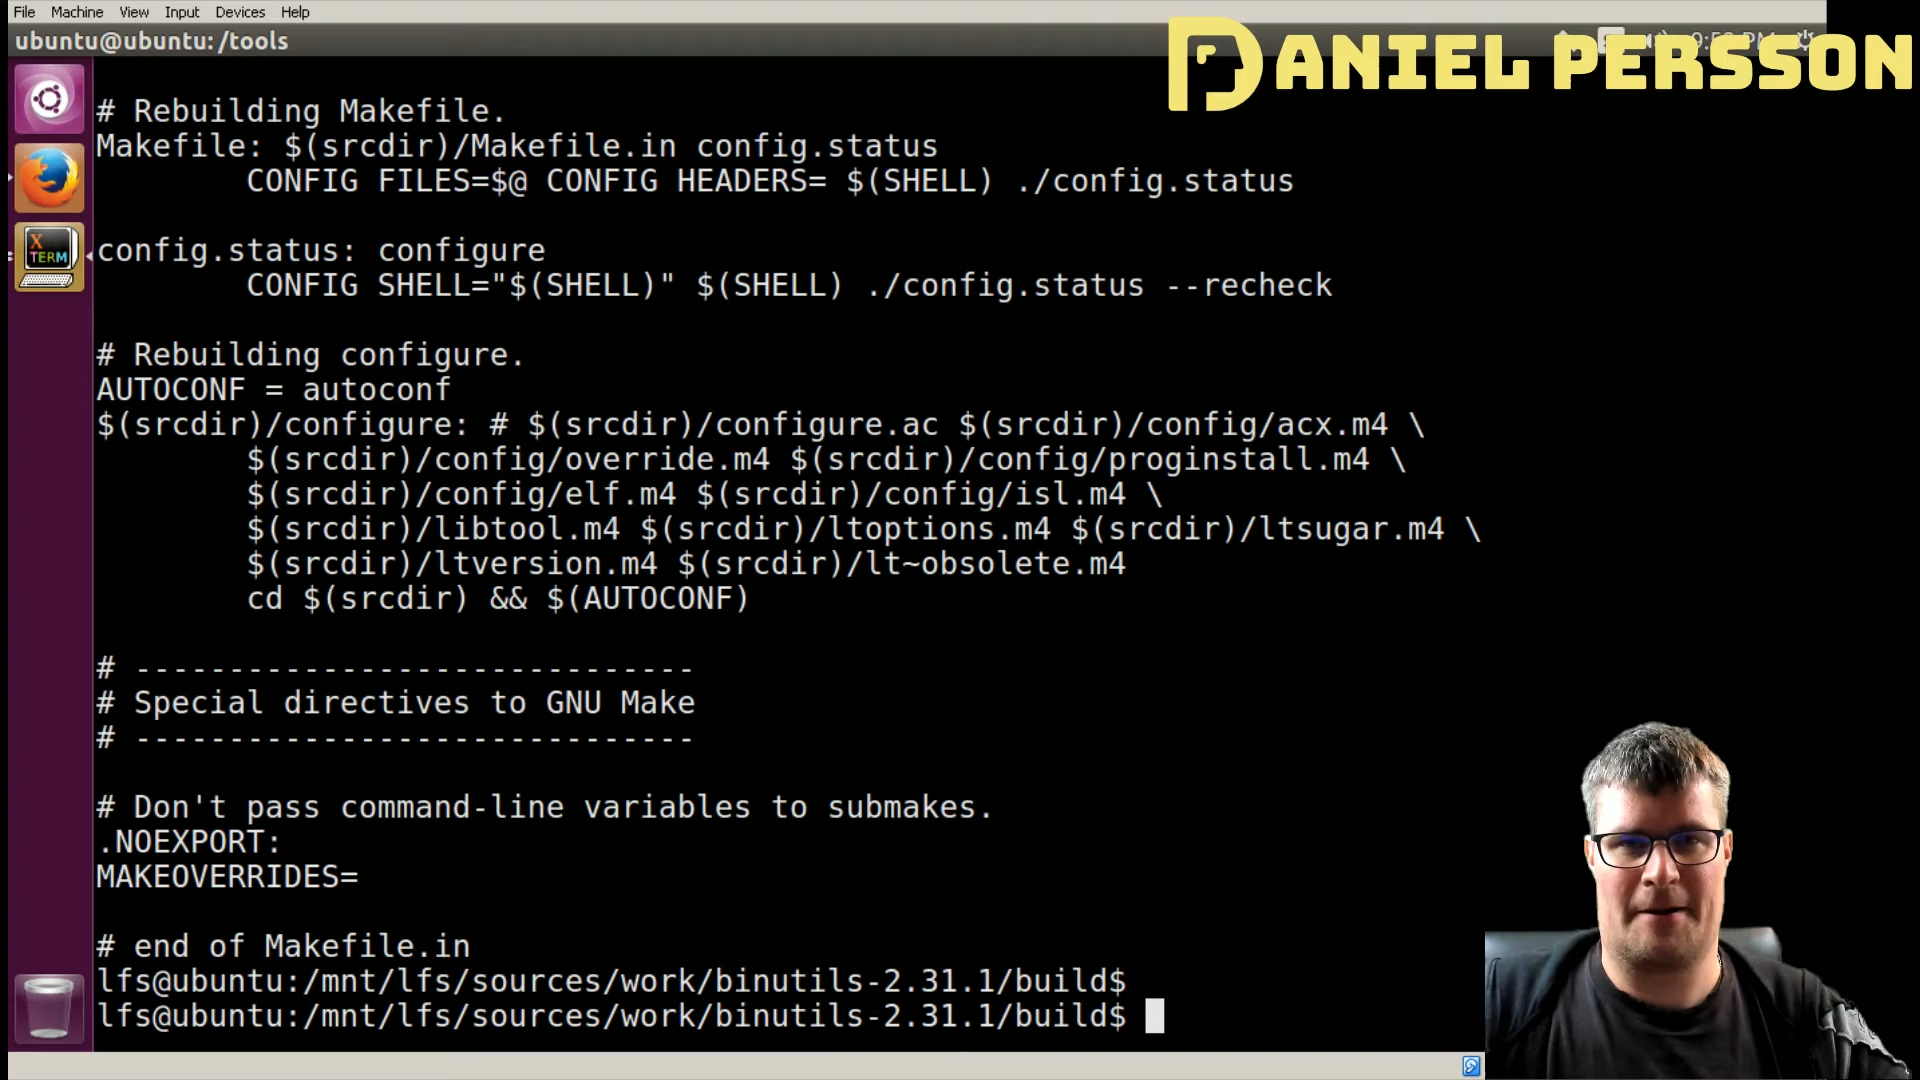 File Machine View Input Devices Help
ubuntu@ubuntu: /tools
DANIEL PERSSON
# Rebuilding Makefile.
Makefile: $(srcdir)/Makefile.in config.status
CONFIG FILES=$@ CONFIG HEADERS= $(SHELL) ./config.status
config.status: configure
CONFIG SHELL="$(SHELL)" $(SHELL) ./config.status --recheck
# Rebuilding configure.
AUTOCONF = autoconf
$(srcdir)/configure: # $(srcdir)/configure.ac $(srcdir)/config/acx.m4 \
$(srcdir)/config/override.m4 $(srcdir)/config/proginstall.m4 \
$(srcdir)/config/elf.m4 $(srcdir)/config/isl.m4 \
$(srcdir)/libtool.m4 $(srcdir)/ltoptions.m4 $(srcdir)/ltsugar.m4 \
$(srcdir)/ltversion.m4 $(srcdir)/lt~obsolete.m4
cd $(srcdir) && $(AUTOCONF)
# ------------------------------
# Special directives to GNU Make
# ------------------------------
# Don't pass command-line variables to submakes.
.NOEXPORT:
MAKEOVERRIDES=
# end of Makefile.in
lfs@ubuntu:/mnt/lfs/sources/work/binutils-2.31.1/build$
lfs@ubuntu:/mnt/lfs/sources/work/binutils-2.31.1/build$
X
TERM